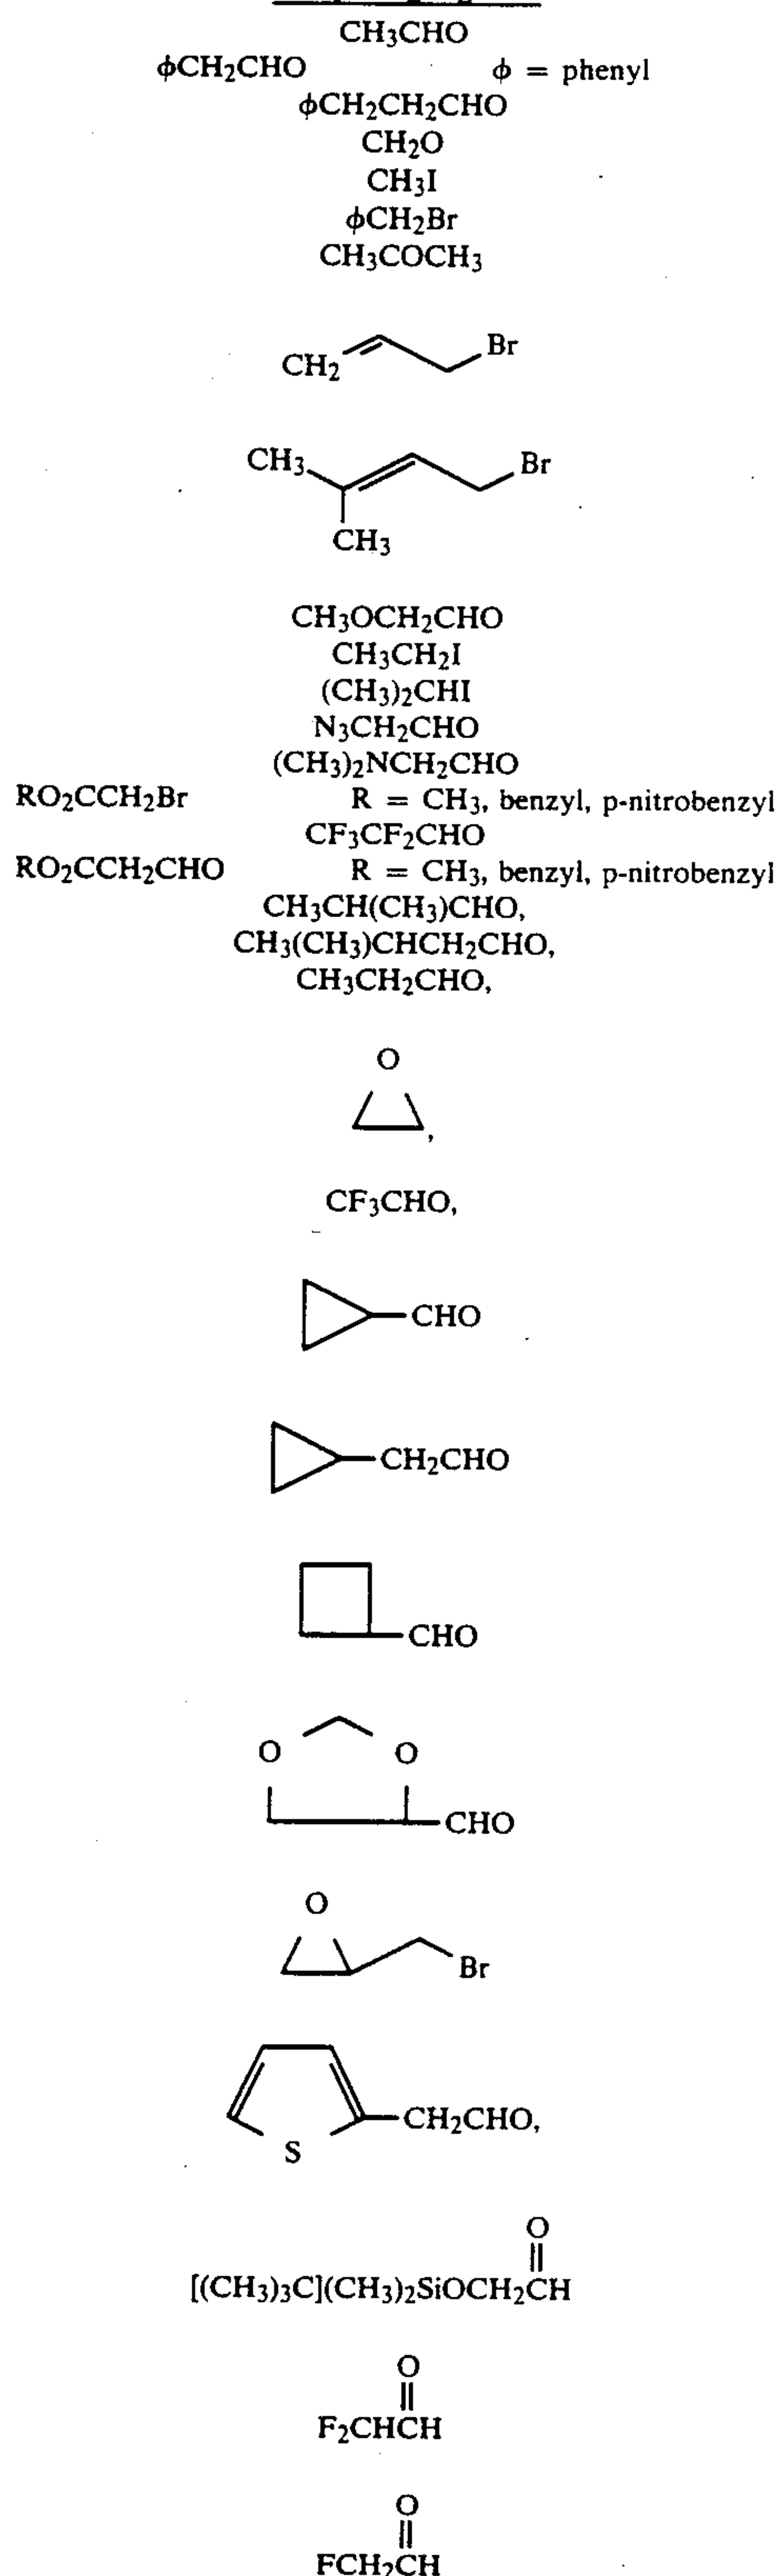 CH3CHO
ϕCH2CHO ϕ = phenyl
ϕCH2CH2CHO
CH2O
CH3I
ϕCH2Br
CH3COCH3
CH2 Br
CH3 Br
CH3
CH3OCH2CHO
CH3CH2I
(CH3)2CHI
N3CH2CHO
(CH3)2NCH2CHO
RO2CCH2Br R = CH3, benzyl, p-nitrobenzyl
CF3CF2CHO
RO2CCH2CHO R = CH3, benzyl, p-nitrobenzyl
CH3CH(CH3)CHO,
CH3(CH3)CHCH2CHO,
CH3CH2CHO,
O
,
CF3CHO,
CHO
CH2CHO
CHO
O O
CHO
O
Br
CH2CHO,
S
O
[(CH3)3C](CH3)2SiOCH2CH
O
F2CHCH
O
FCH2CH